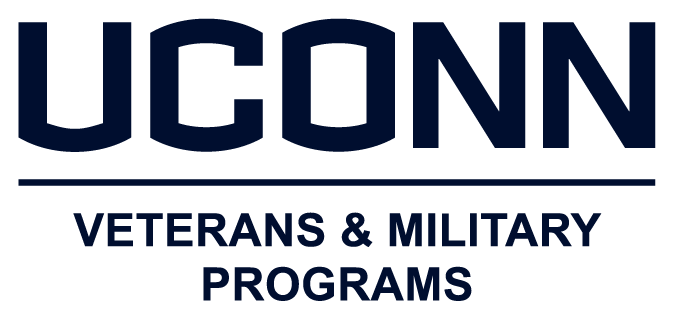 UCONN
VETERANS & MILITARY
PROGRAMS